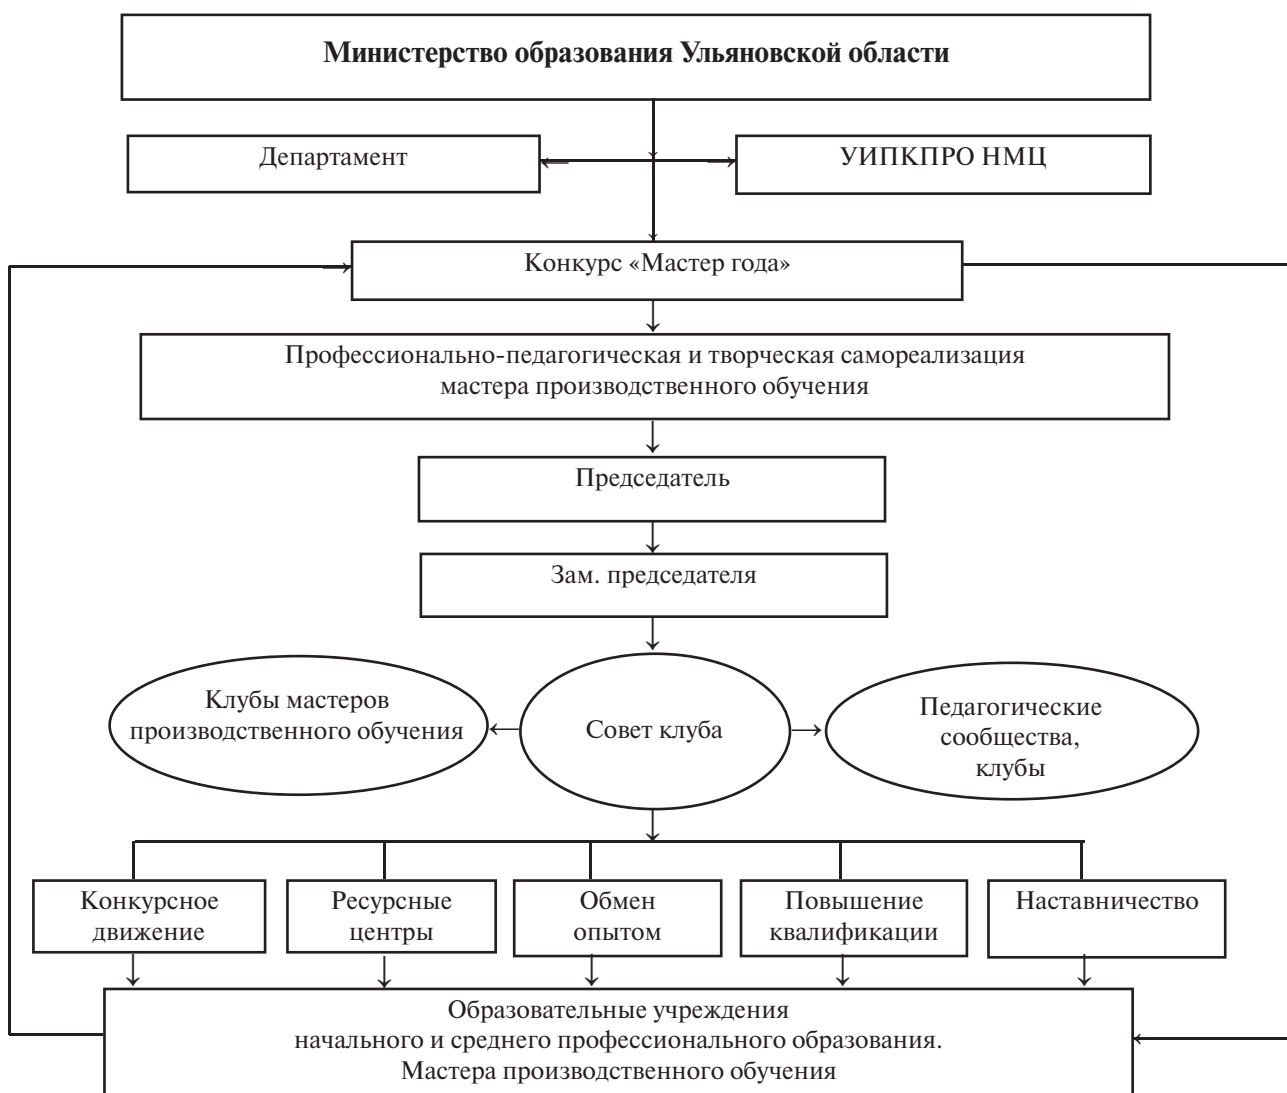 Министерство образования Ульяновской области
Департамент
УИПКПРО НМЦ
Конкурс «Мастер года»
Профессионально-педагогическая и творческая самореализация
мастера производственного обучения
Председатель
Зам. председателя
Клубы мастеров
производственного обучения
Совет клуба
Педагогические
сообщества,
клубы
Конкурсное
движение
Ресурсные
центры
Обмен
опытом
Повышение
квалификации
Наставничество
Образовательные учреждения
начального и среднего профессионального образования.
Мастера производственного обучения